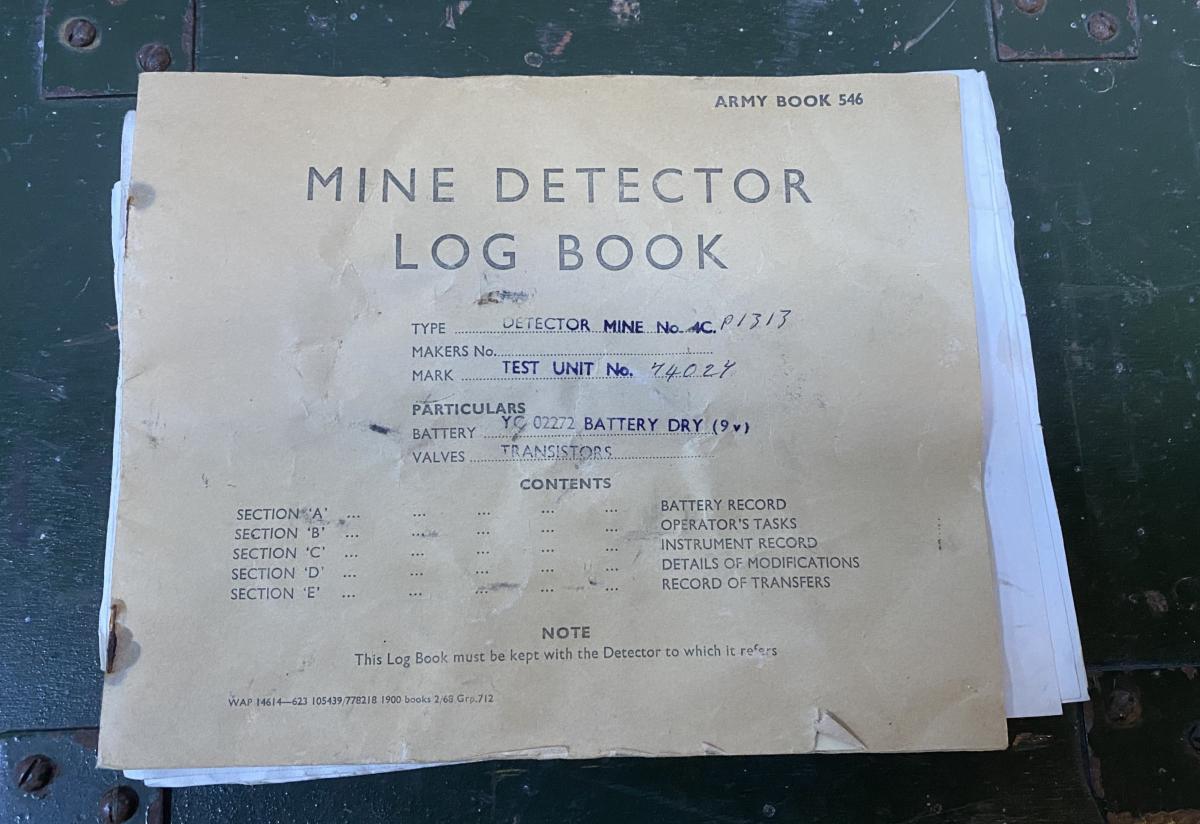 ARMY BOOK 546
MINE DETECTOR
LOG BOOK
TYPE ........ DETECTOR MINE No. 4C. P1313
MAKERS No. ........
MARK ........ TEST UNIT No. 74027
PARTICULARS
BATTERY ........ YC 02272 BATTERY DRY (9v)
VALVES ........ TRANSISTORS
CONTENTS
SECTION 'A' ... ... ... ... ... BATTERY RECORD
SECTION 'B' ... ... ... ... ... OPERATOR'S TASKS
SECTION 'C' ... ... ... ... ... INSTRUMENT RECORD
SECTION 'D' ... ... ... ... ... DETAILS OF MODIFICATIONS
SECTION 'E' ... ... ... ... ... RECORD OF TRANSFERS
NOTE
This Log Book must be kept with the Detector to which it refers
WAP 14614—623 105439/778218 1900 books 2/68 Grp.712